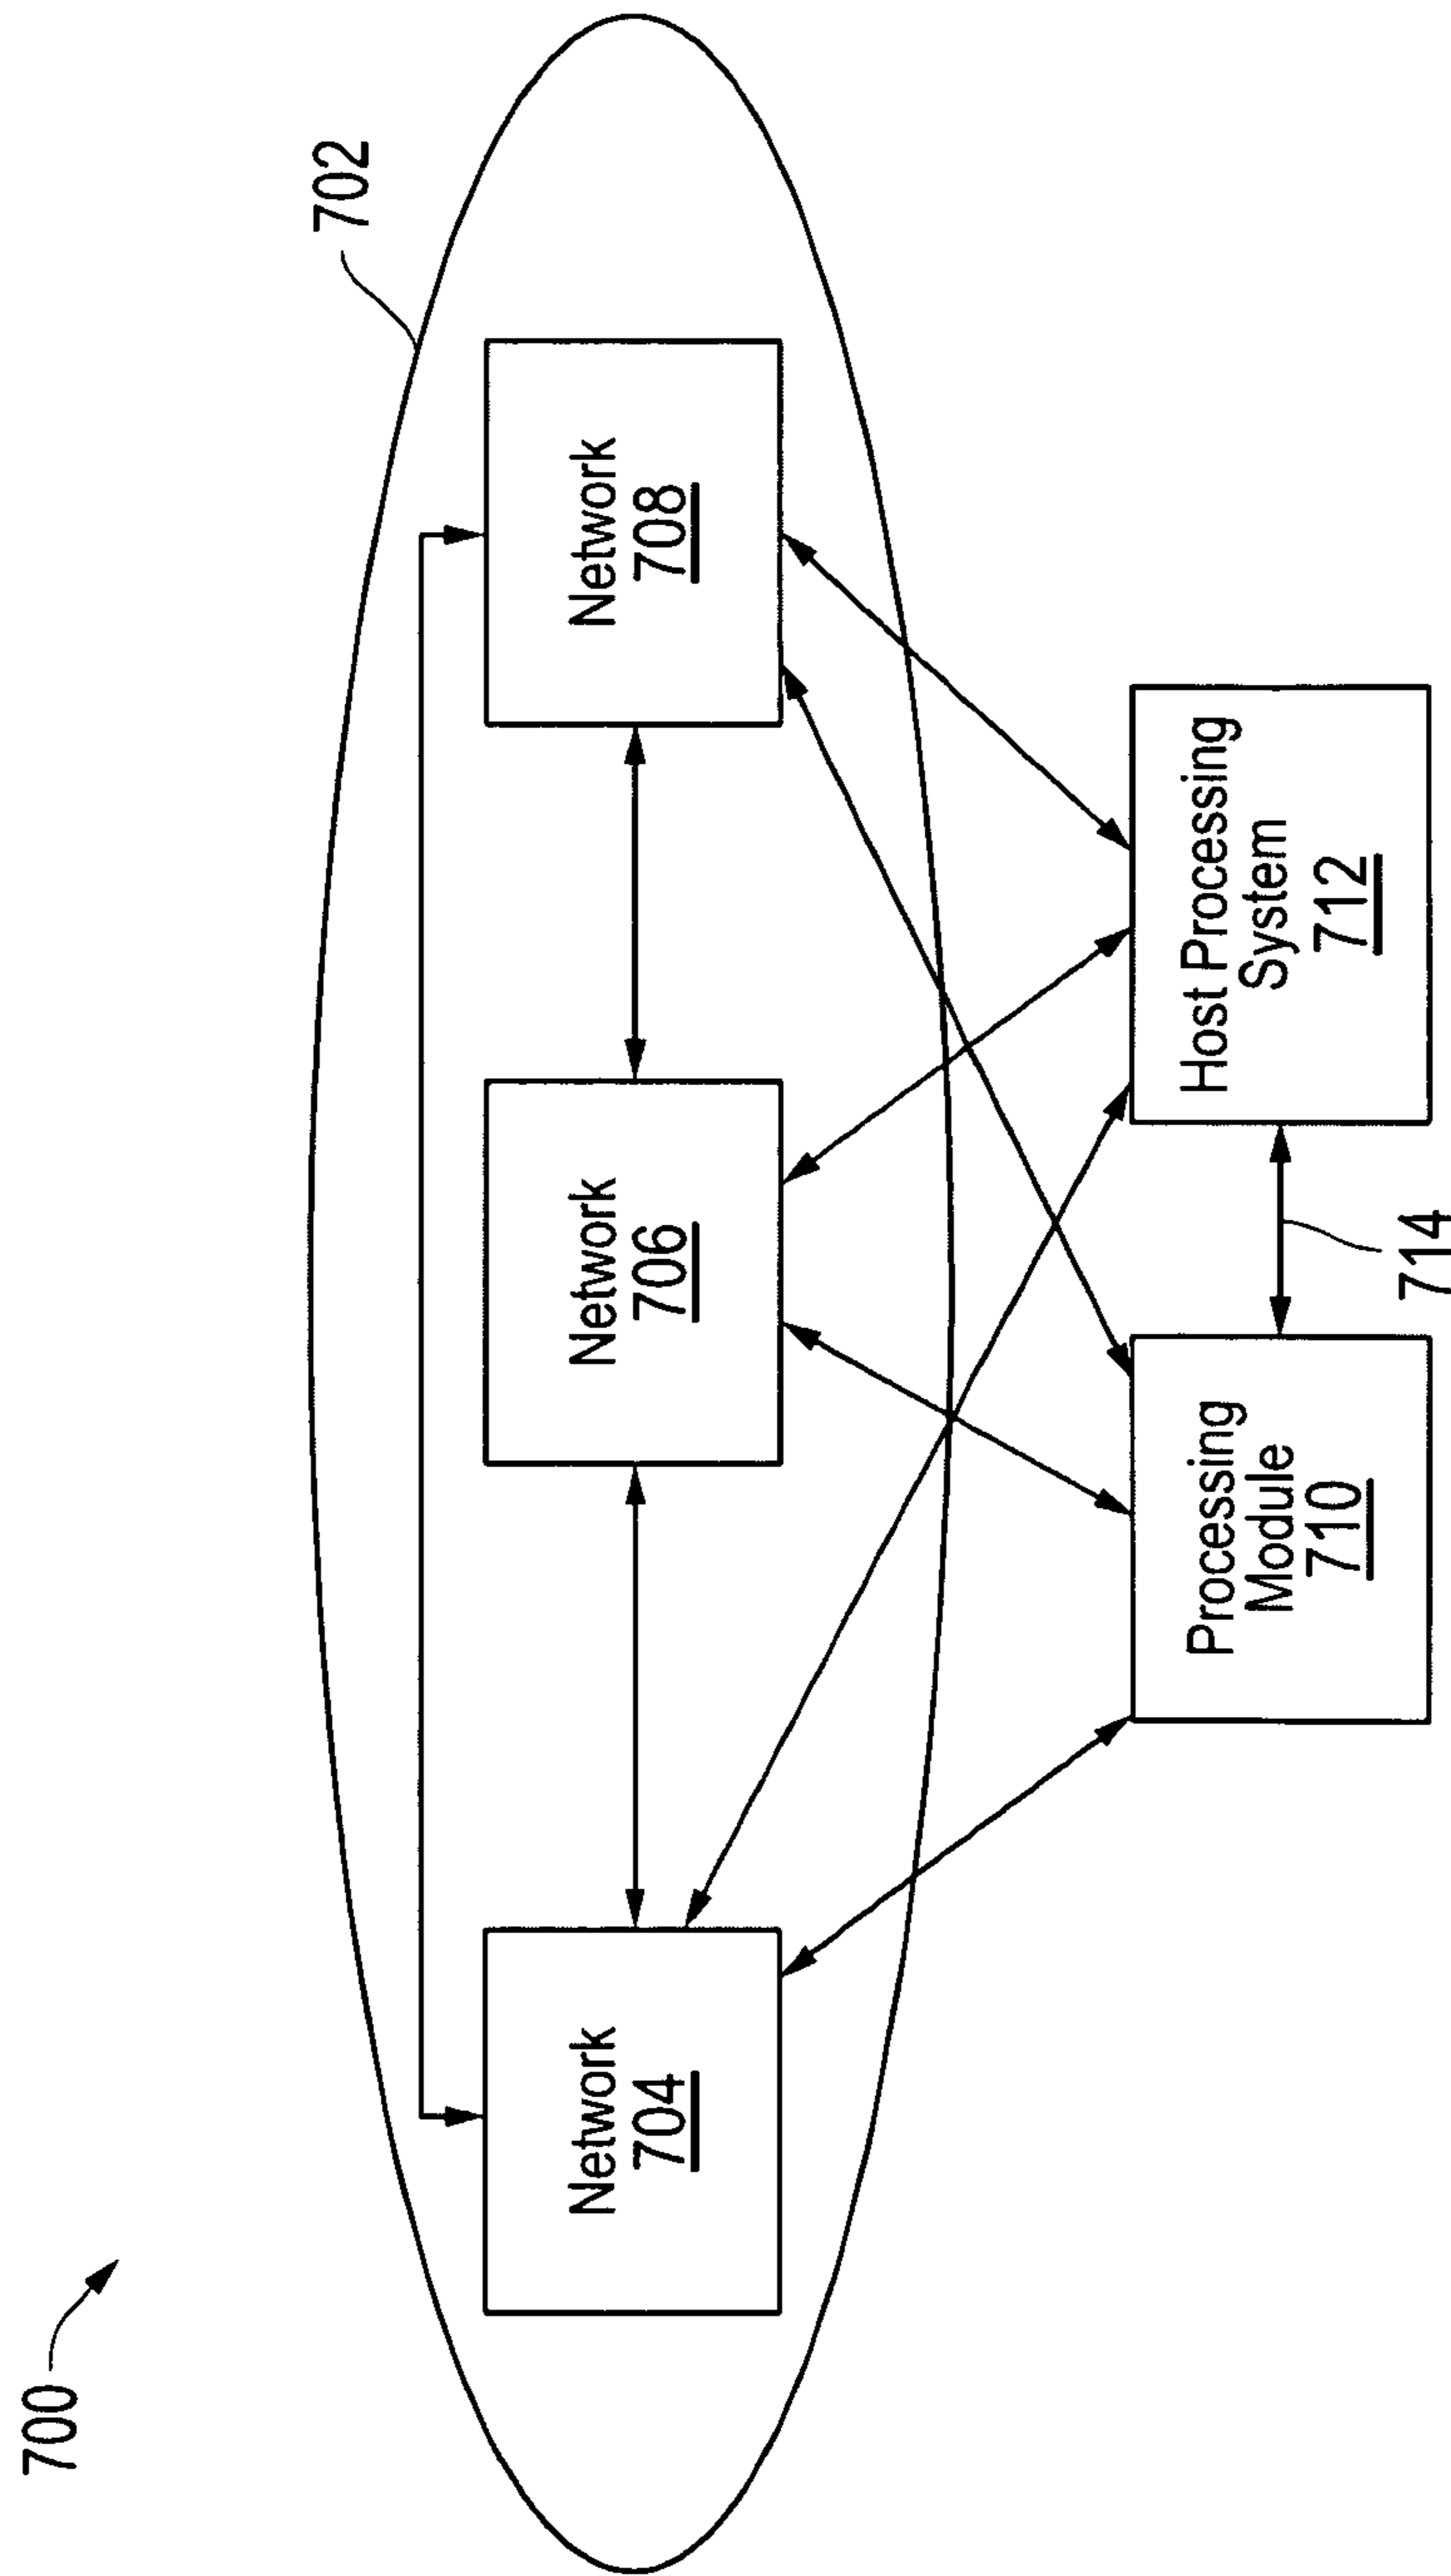 700
702
Network
704
Network
706
Network
708
Processing
Module
710
Host Processing
System
712
714